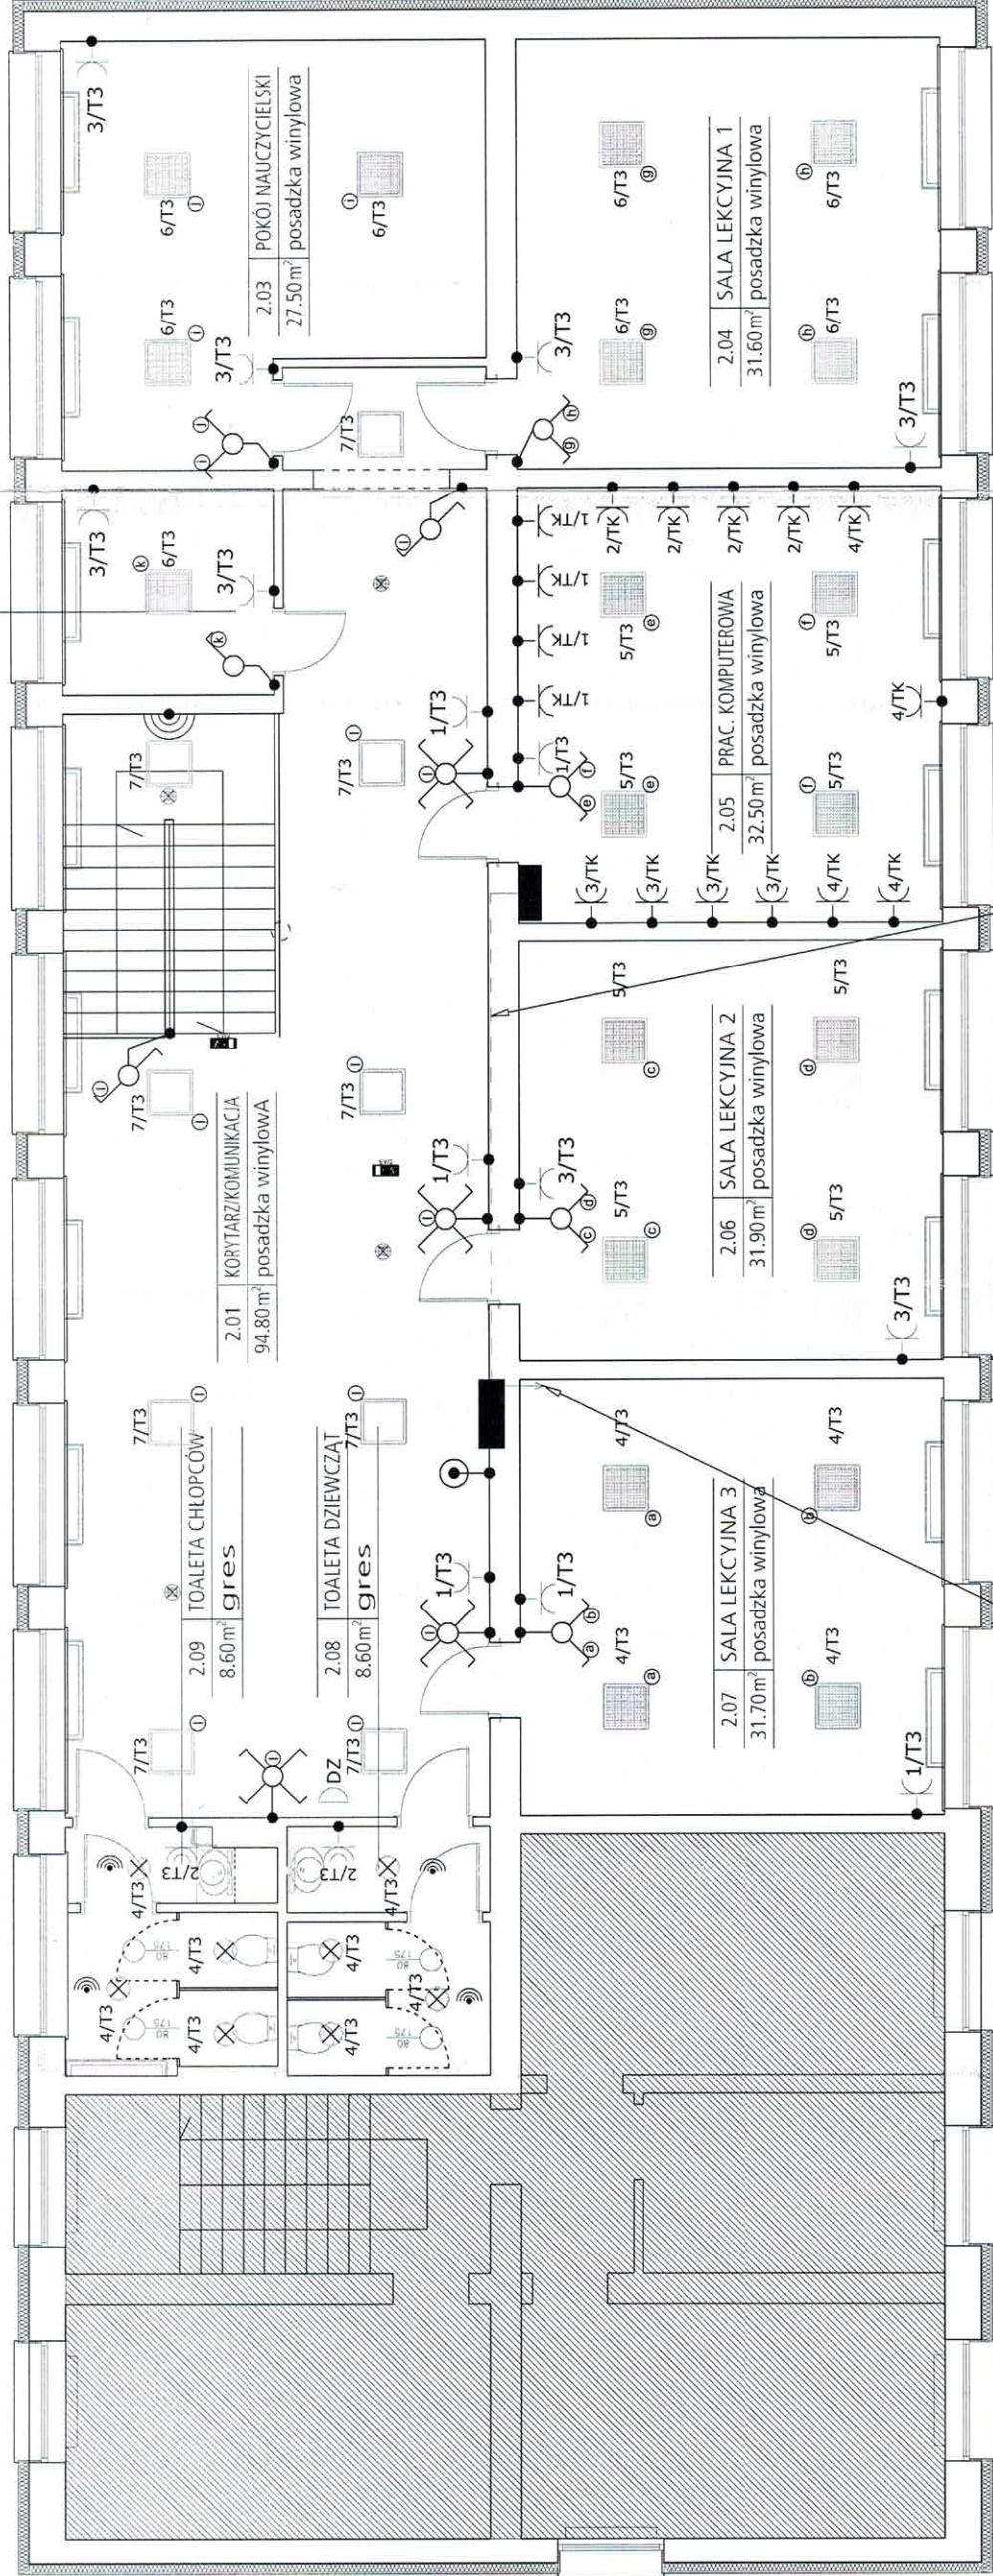 2.09 TOALETA CHŁOPCÓW
8.60m² gres
4/T3
4/T3
2/T3
4/T3
4/T3
80
175
80
175
2.08 TOALETA DZIEWCZĄT
8.60m² gres
4/T3
4/T3
2/T3
4/T3
4/T3
80
175
80
175
2.01 KORYTARZ/KOMUNIKACJA
94.80m² posadzka winylowA
7/T3 l
7/T3 l
7/T3 l
7/T3
7/T3 l
7/T3 l
7/T3 l
7/T3 l
7/T3
l
l
l
l
l
l
DZ
1/T3
1/T3
1/T3
3/T3
6/T3
k
3/T3
k
2.03 POKÓJ NAUCZYCIELSKI
27.50m² posadzka winylowa
3/T3
6/T3
i
6/T3
i
3/T3
6/T3
i
i
j
2.04 SALA LEKCYJNA 1
31.60m² posadzka winylowa
3/T3
6/T3
g
6/T3
g
6/T3
h
6/T3
h
g
h
3/T3
2.05 PRAC. KOMPUTEROWA
32.50m² posadzka winylowa
1/T3
1/TK
1/TK
1/TK
1/TK
2/TK
2/TK
2/TK
2/TK
4/TK
5/T3
e
5/T3
e
5/T3
f
5/T3
f
e
f
3/TK
3/TK
3/TK
3/TK
4/TK
4/TK
4/TK
2.06 SALA LEKCYJNA 2
31.90m² posadzka winylowa
3/T3
c
d
5/T3
c
5/T3
c
5/T3
d
5/T3
d
3/T3
2.07 SALA LEKCYJNA 3
31.70m² posadzka winylowa
1/T3
a
b
4/T3
a
4/T3
a
4/T3
b
4/T3
b
1/T3